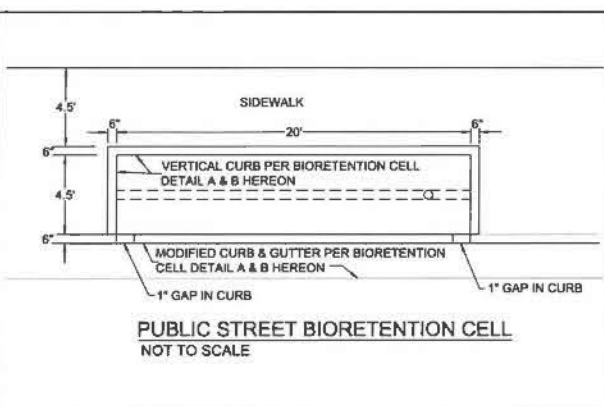 4.5'
SIDEWALK
6"
6"
20'
6"
VERTICAL CURB PER BIORETENTION CELL
DETAIL A & B HEREON
4.5'
6"
MODIFIED CURB & GUTTER PER BIORETENTION
CELL DETAIL A & B HEREON
1" GAP IN CURB
1" GAP IN CURB
PUBLIC STREET BIORETENTION CELL
NOT TO SCALE